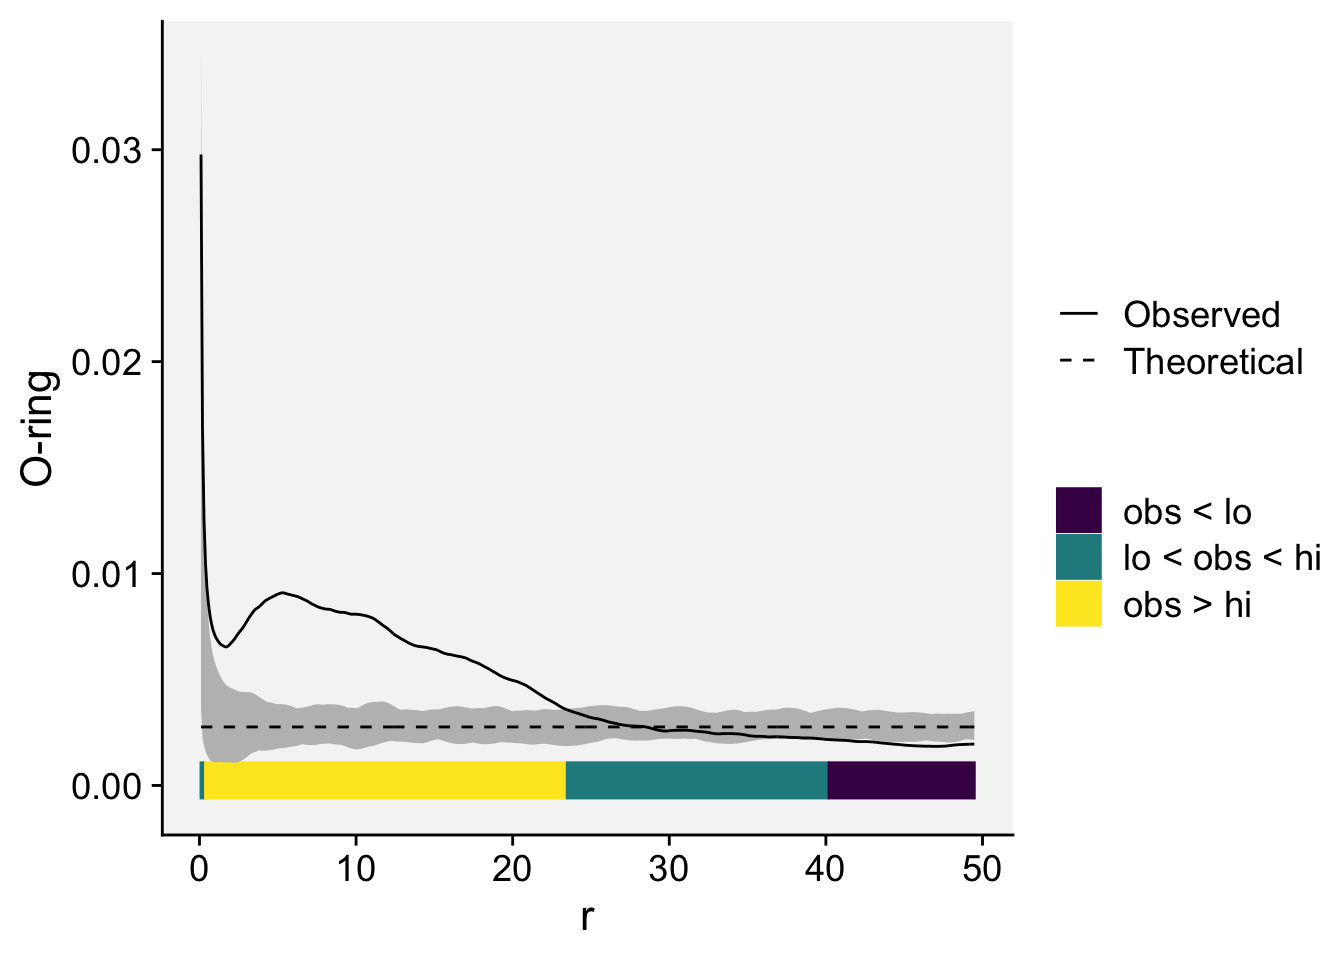 O-ring
0.03
0.02
0.01
0.00
0 10 20 30 40 50
r
Observed
Theoretical
obs < lo
lo < obs < hi
obs > hi